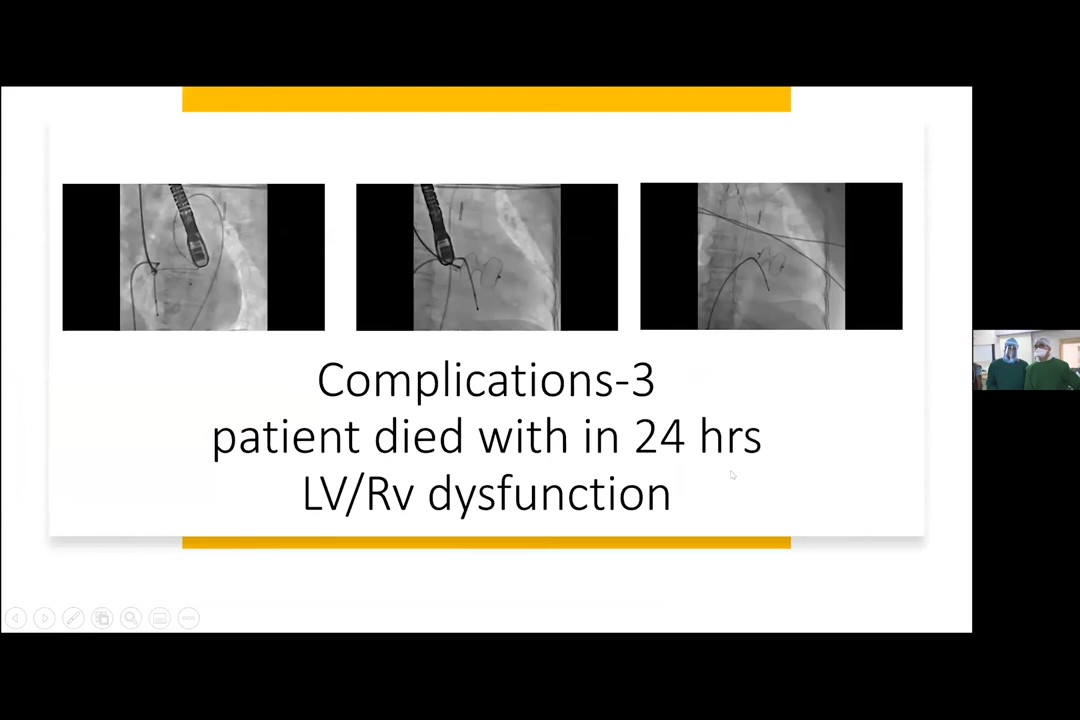 Complications-3
patient died with in 24 hrs
LV/Rv dysfunction